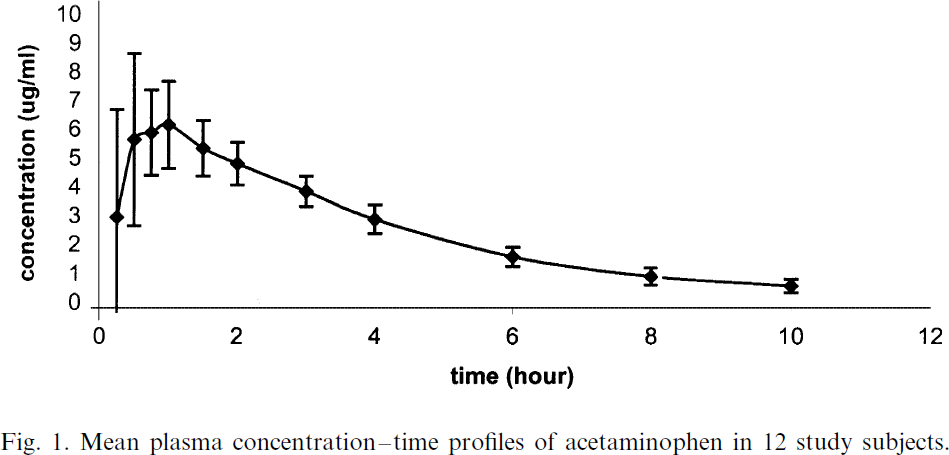 10
9
8
7
6
5
4
3
2
1
0
concentration (ug/ml)
0 2 4 6 8 10 12
time (hour)
Fig. 1. Mean plasma concentration–time profiles of acetaminophen in 12 study subjects.